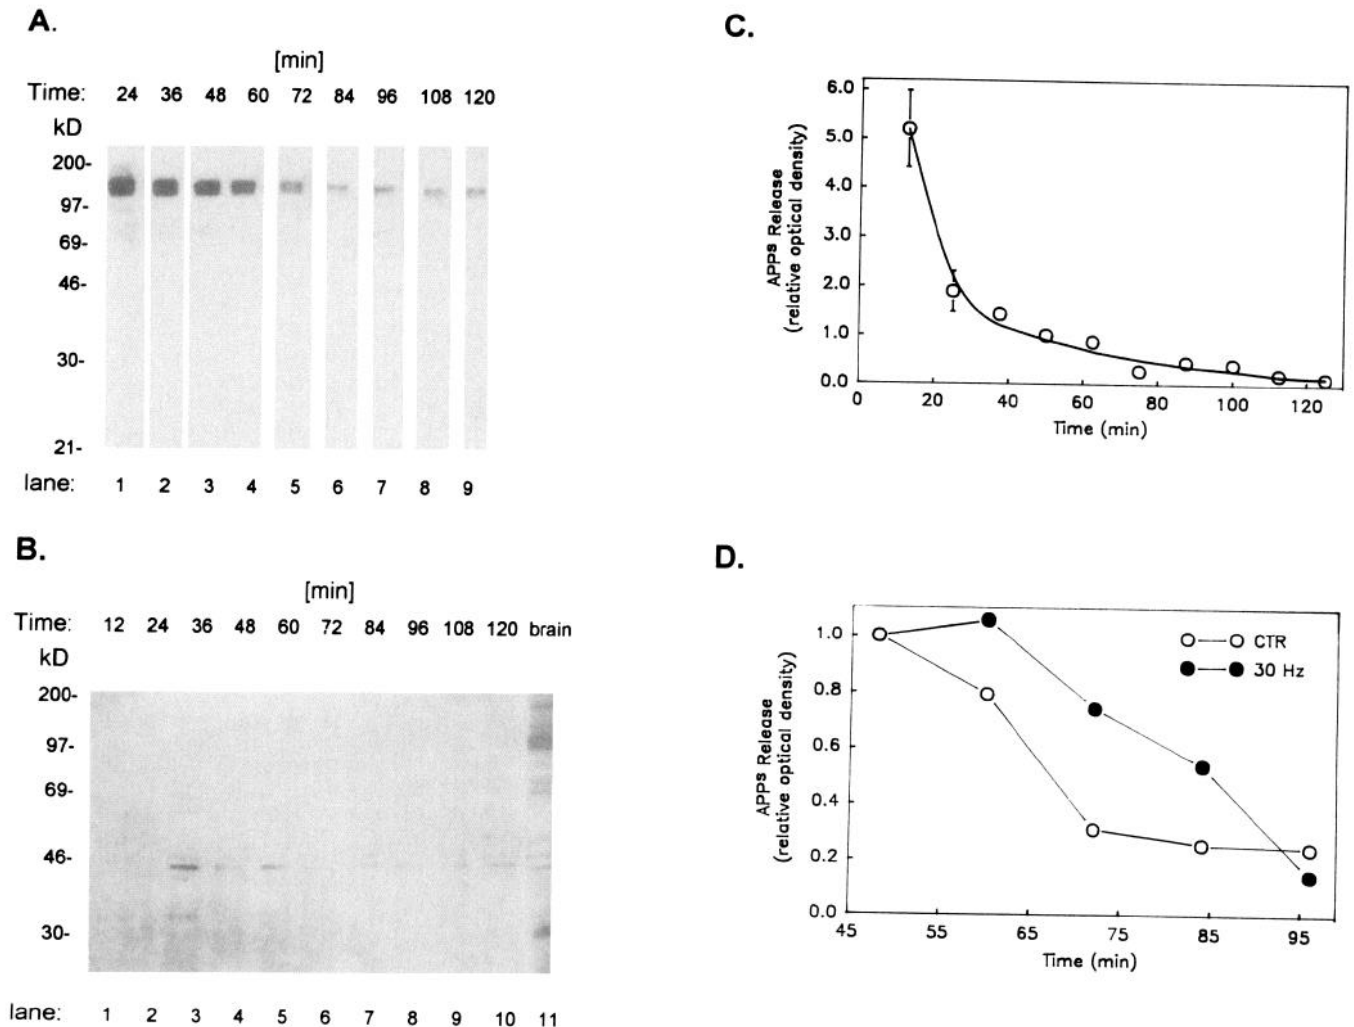 A.
[min]
Time: 24 36 48 60 72 84 96 108 120
kD
200-
97-
69-
46-
30-
21-
lane: 1 2 3 4 5 6 7 8 9
B.
[min]
Time: 12 24 36 48 60 72 84 96 108 120 brain
kD
200-
97-
69-
46-
30-
lane: 1 2 3 4 5 6 7 8 9 10 11
C.
APPs Release
(relative optical density)
6.0
5.0
4.0
3.0
2.0
1.0
0.0
0 20 40 60 80 100 120
Time (min)
D.
APPs Release
(relative optical density)
1.0
0.8
0.6
0.4
0.2
0.0
CTR
30 Hz
45 55 65 75 85 95
Time (min)